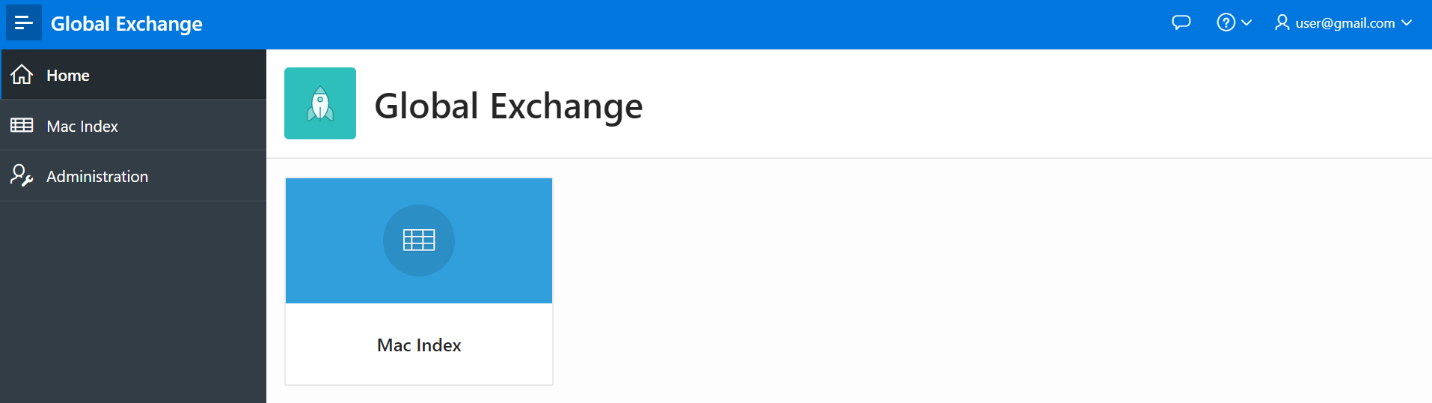 Global Exchange
user@gmail.com
Home
Mac Index
Administration
Global Exchange
Mac Index